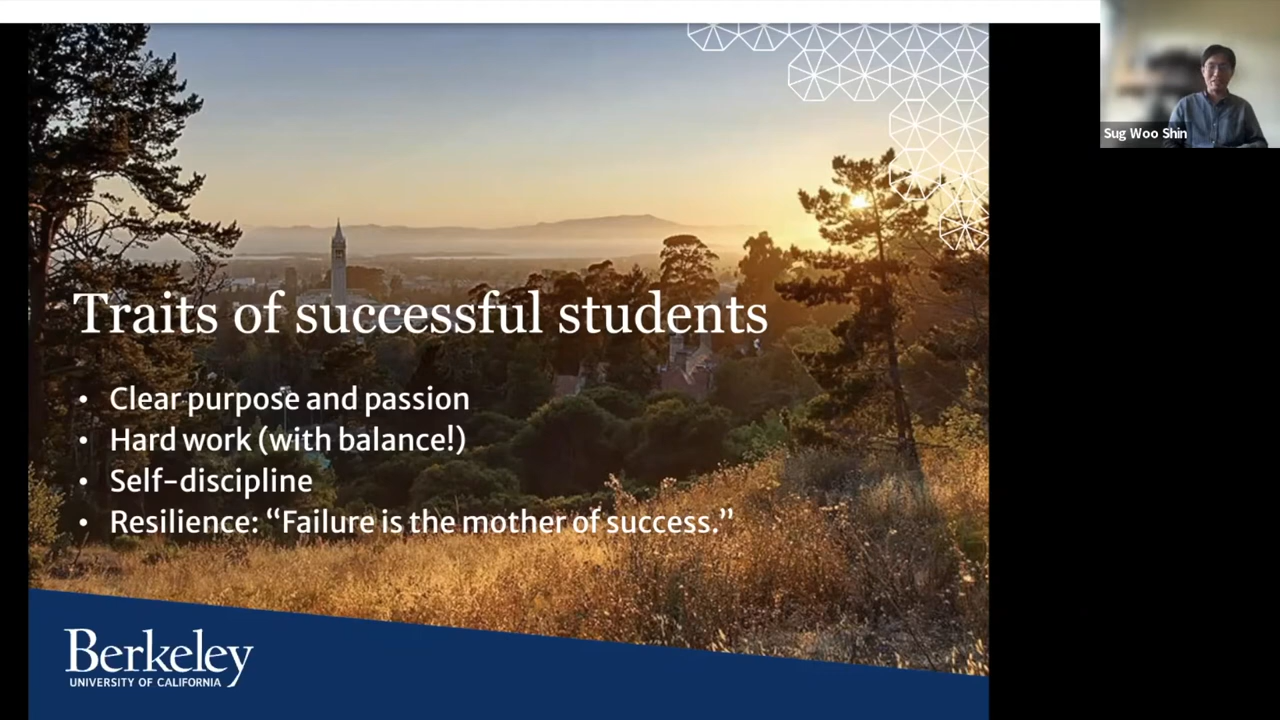 Sug Woo Shin
Traits of successful students
• Clear purpose and passion
• Hard work (with balance!)
• Self-discipline
• Resilience: “Failure is the mother of success.”
Berkeley
UNIVERSITY OF CALIFORNIA